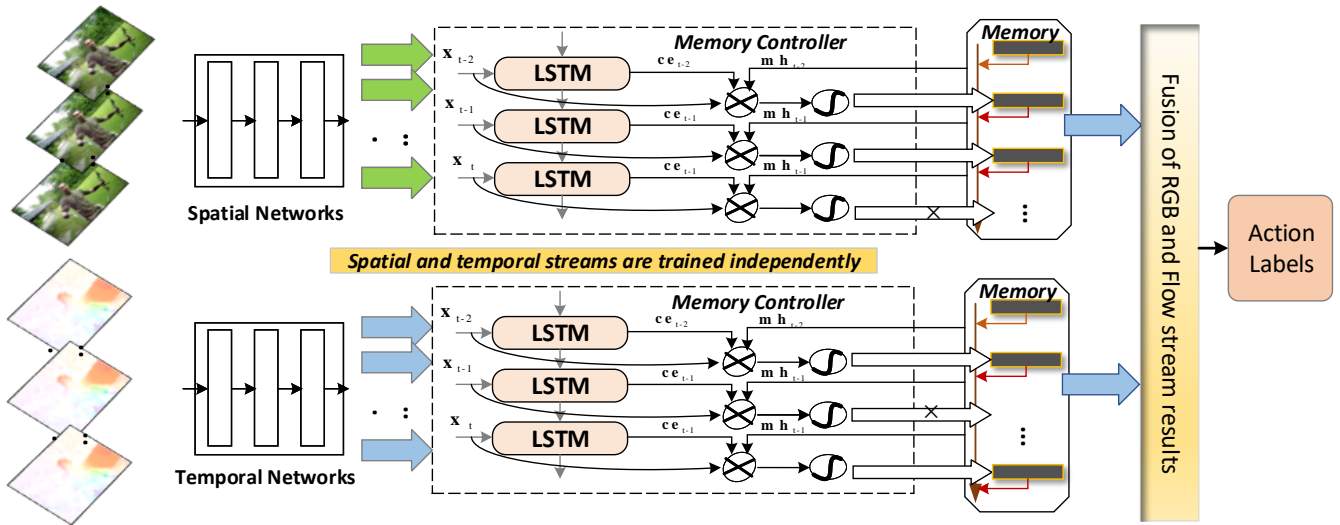 Memory Controller
Memory
x t-2
LSTM
ce t-2
m h t-2
x t-1
LSTM
ce t-1
m h t-1
x t
LSTM
ce t-1
m h t-1
Spatial Networks
Spatial and temporal streams are trained independently
Memory Controller
Memory
x t-2
LSTM
ce t-2
m h t-2
x t-1
LSTM
ce t-1
m h t-1
x t
LSTM
ce t-1
m h t-1
Temporal Networks
Fusion of RGB and Flow stream results
Action
Labels